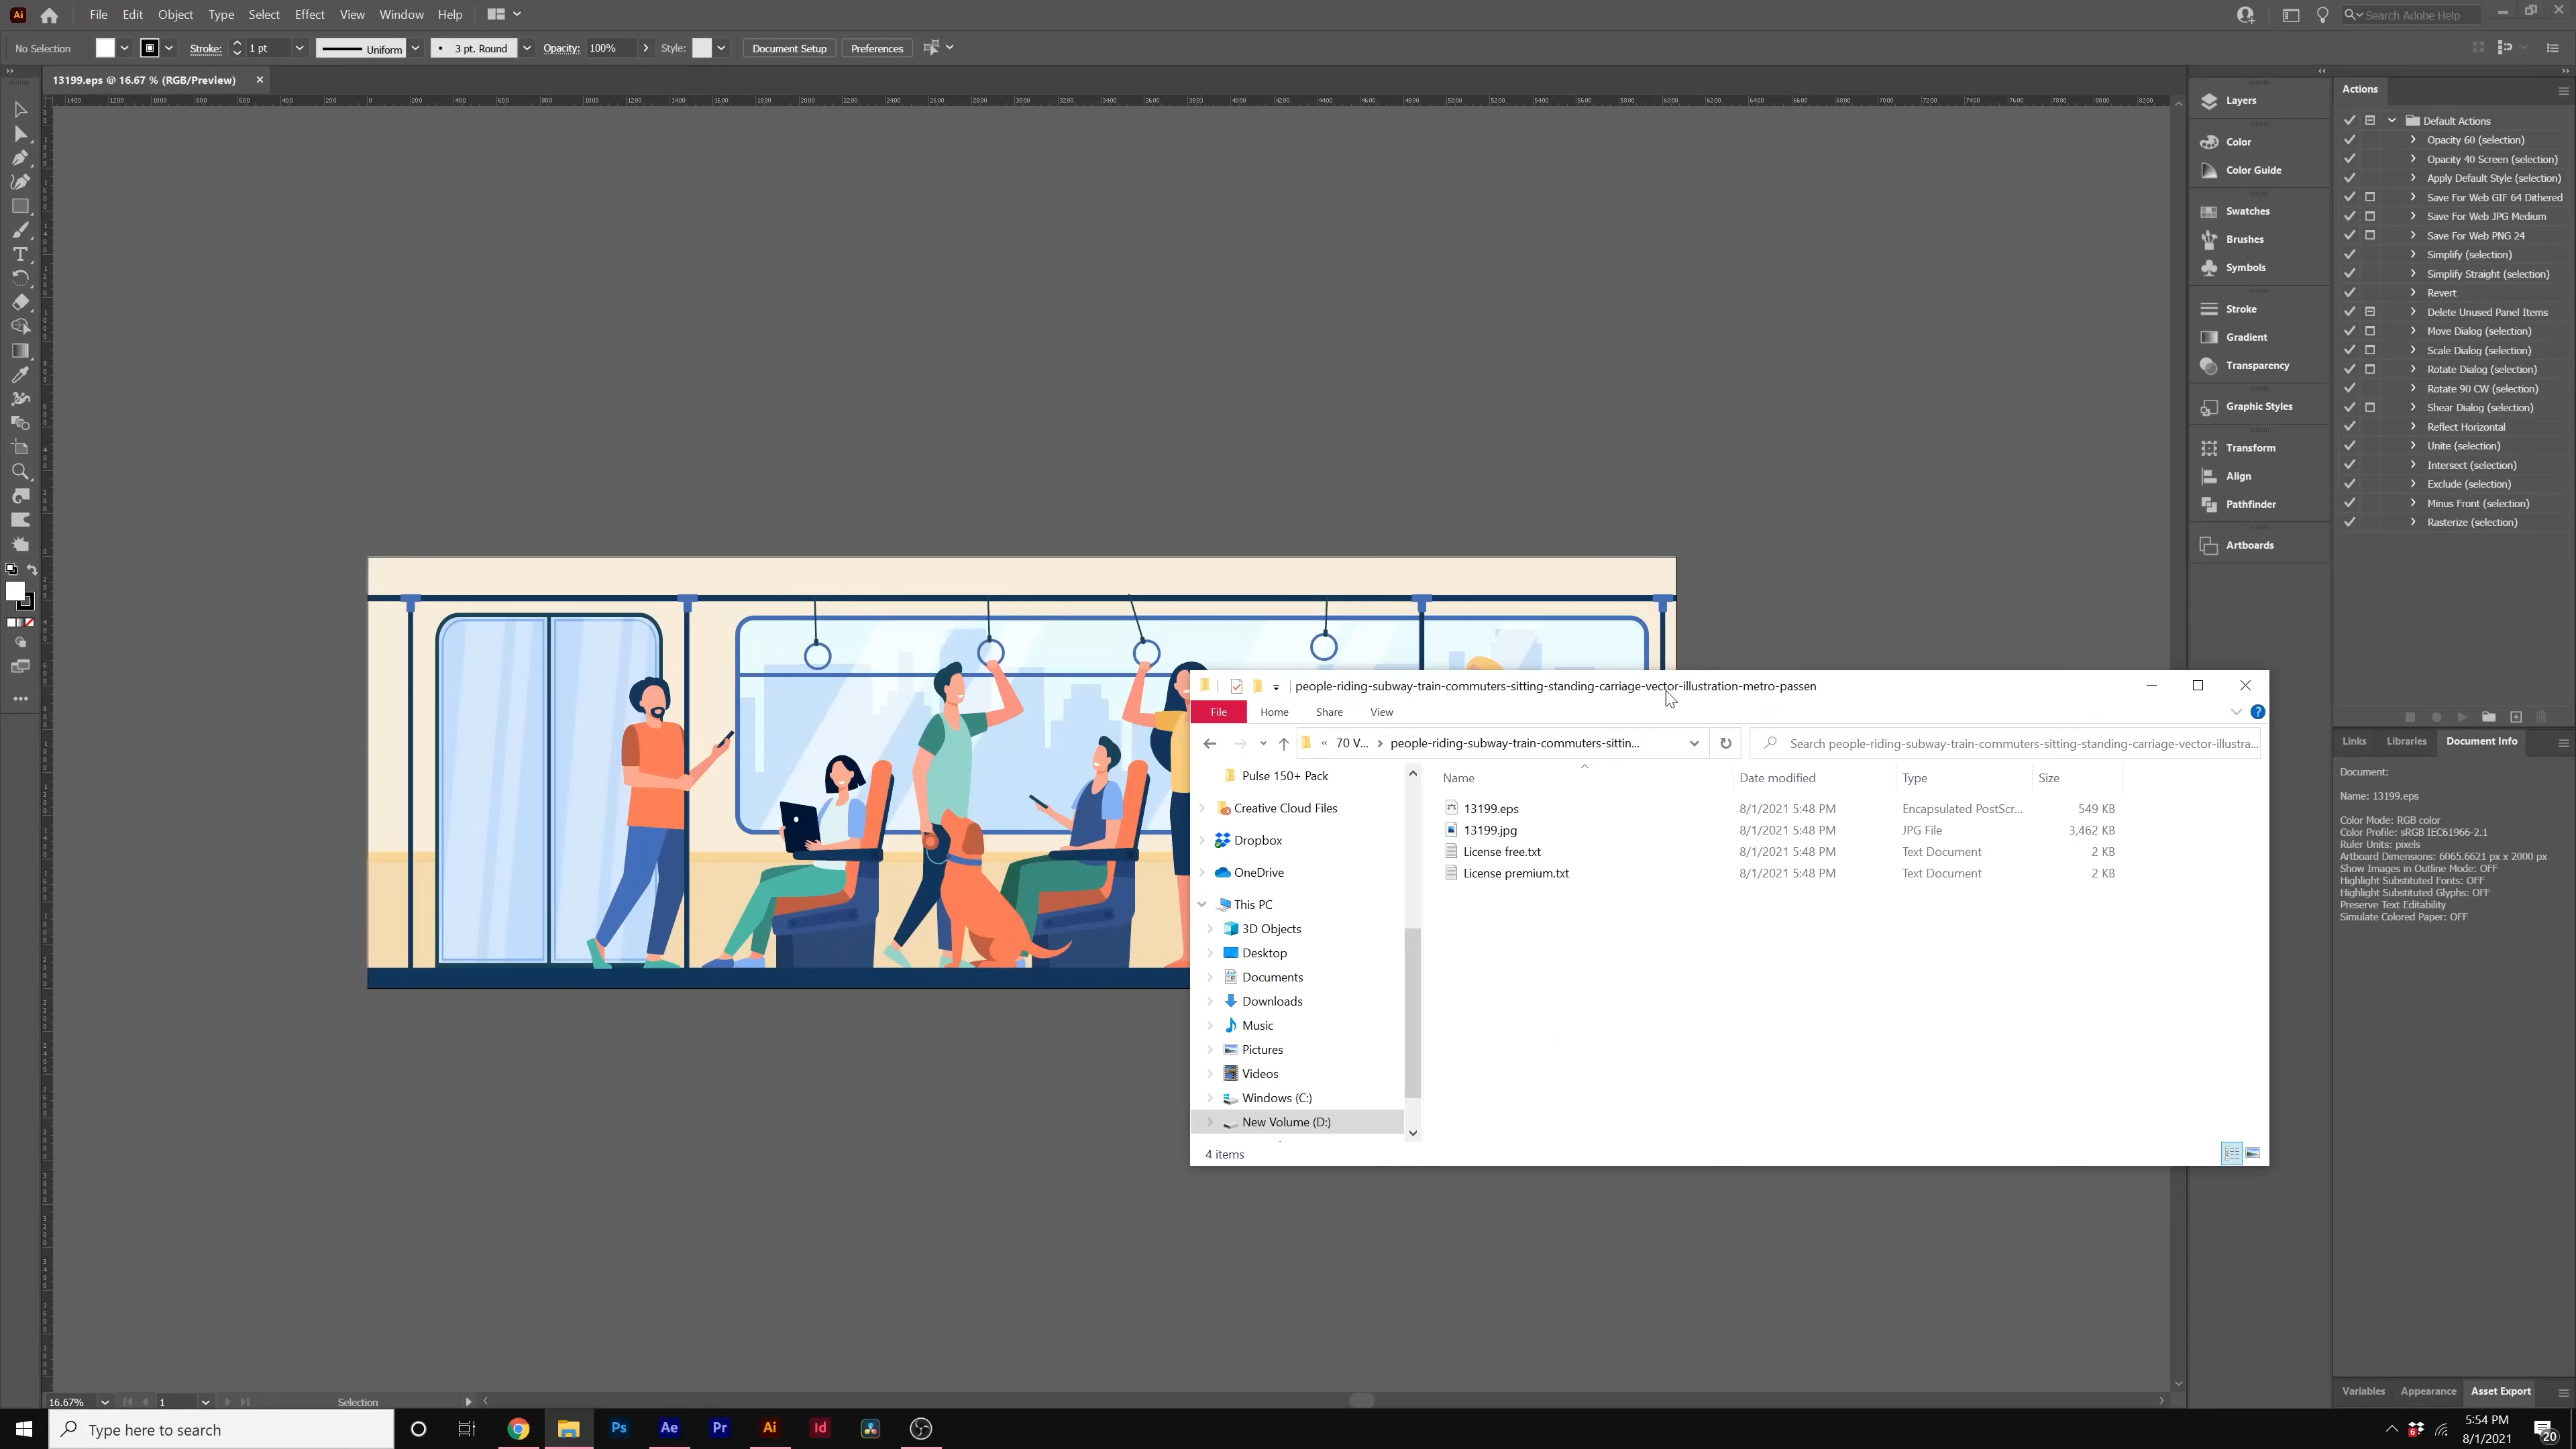 Ai File Edit Object Type Select Effect View Window Help Search Adobe Help
No Selection Stroke: 1 pt Uniform 3 pt. Round Opacity: 100% Style: Document Setup Preferences
13199.eps @ 16.67 % (RGB/Preview)
Layers
Color
Color Guide
Swatches
Brushes
Symbols
Stroke
Gradient
Transparency
Graphic Styles
Transform
Align
Pathfinder
Artboards
Actions
Default Actions
Opacity 60 (selection)
Opacity 40 Screen (selection)
Apply Default Style (selection)
Save For Web GIF 64 Dithered
Save For Web JPG Medium
Save For Web PNG 24
Simplify (selection)
Simplify Straight (selection)
Revert
Delete Unused Panel Items
Move Dialog (selection)
Scale Dialog (selection)
Rotate Dialog (selection)
Rotate 90 CW (selection)
Shear Dialog (selection)
Reflect Horizontal
Unite (selection)
Intersect (selection)
Exclude (selection)
Minus Front (selection)
Rasterize (selection)
Links Libraries Document Info
Document:
Name: 13199.eps
Color Mode: RGB color
Color Profile: sRGB IEC61966-2.1
Ruler Units: pixels
Artboard Dimensions: 6065.6621 px x 2000 px
Show Images in Outline Mode: OFF
Highlight Substituted Fonts: OFF
Highlight Substituted Glyphs: OFF
Preserve Text Editability
Simulate Colored Paper: OFF
Variables Appearance Asset Export
people-riding-subway-train-commuters-sitting-standing-carriage-vector-illustration-metro-passen
File Home Share View
« 70 V... people-riding-subway-train-commuters-sittin... Search people-riding-subway-train-commuters-sitting-standing-carriage-vector-illustra...
Pulse 150+ Pack
Creative Cloud Files
Dropbox
OneDrive
This PC
3D Objects
Desktop
Documents
Downloads
Music
Pictures
Videos
Windows (C:)
New Volume (D:)
Name Date modified Type Size
13199.eps 8/1/2021 5:48 PM Encapsulated PostScr... 549 KB
13199.jpg 8/1/2021 5:48 PM JPG File 3,462 KB
License free.txt 8/1/2021 5:48 PM Text Document 2 KB
License premium.txt 8/1/2021 5:48 PM Text Document 2 KB
4 items
16.67% 1 Selection
Type here to search Ps Ae Pr Ai Id
6
5:54 PM
8/1/2021
20